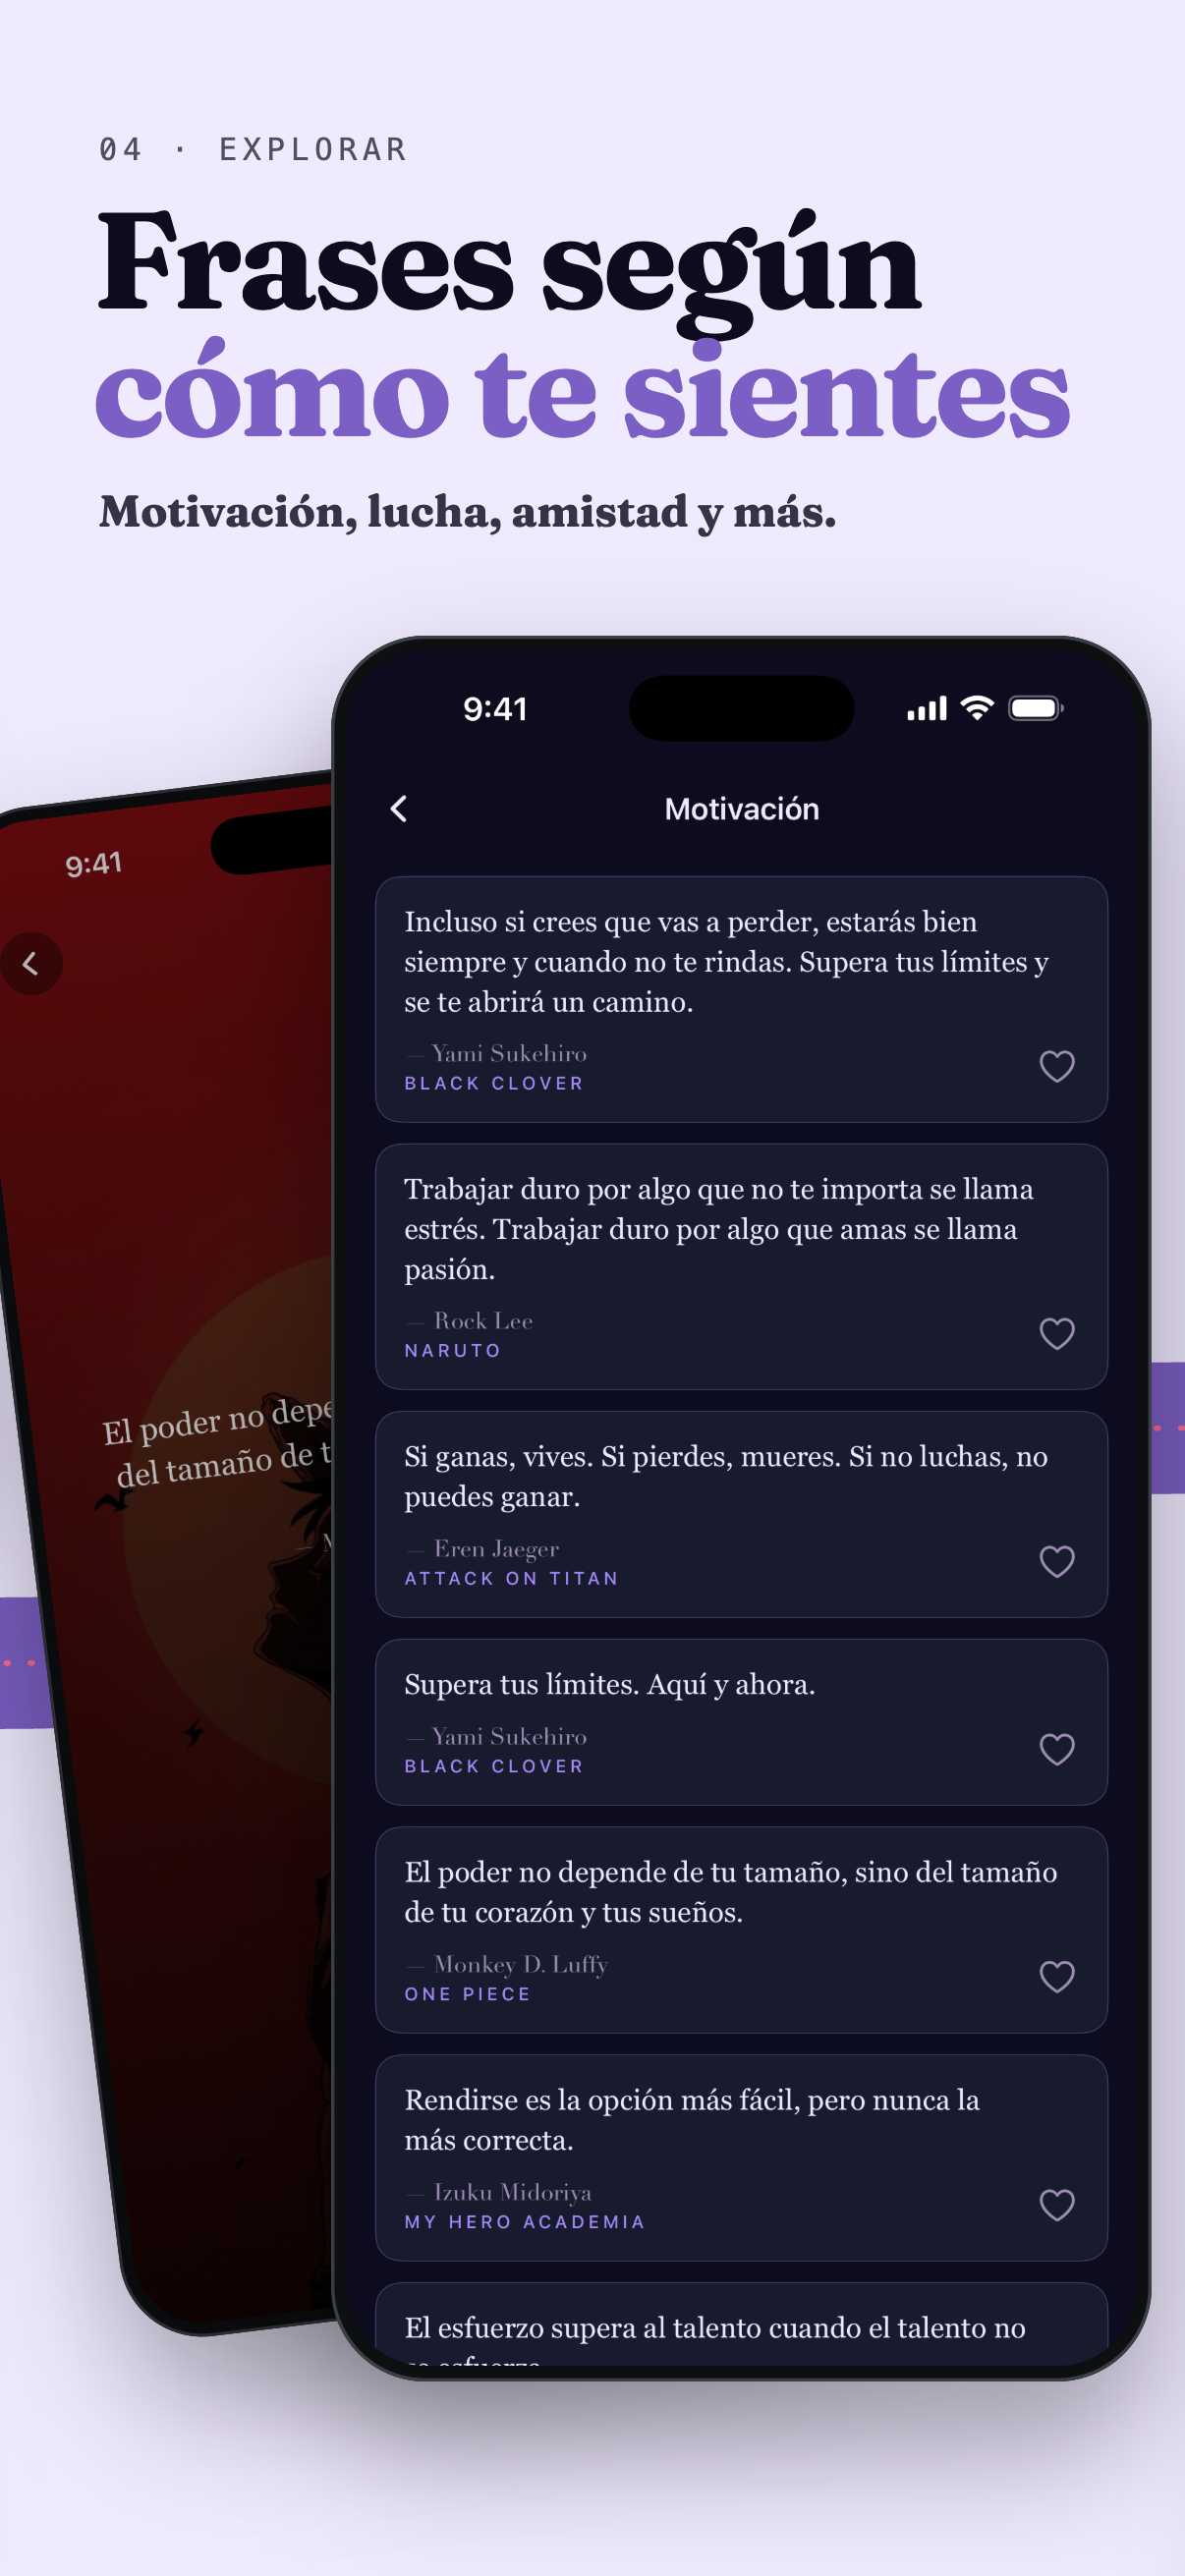 04 · EXPLORAR
Frases según
cómo te sientes
Motivación, lucha, amistad y más.
9:41
Motivación
Incluso si crees que vas a perder, estarás bien
siempre y cuando no te rindas. Supera tus límites y
se te abrirá un camino.
— Yami Sukehiro
BLACK CLOVER
Trabajar duro por algo que no te importa se llama
estrés. Trabajar duro por algo que amas se llama
pasión.
— Rock Lee
NARUTO
Si ganas, vives. Si pierdes, mueres. Si no luchas, no
puedes ganar.
— Eren Jaeger
ATTACK ON TITAN
Supera tus límites. Aquí y ahora.
— Yami Sukehiro
BLACK CLOVER
El poder no depende de tu tamaño, sino del tamaño
de tu corazón y tus sueños.
— Monkey D. Luffy
ONE PIECE
Rendirse es la opción más fácil, pero nunca la
más correcta.
— Izuku Midoriya
MY HERO ACADEMIA
El esfuerzo supera al talento cuando el talento no
9:41
El poder no depe
del tamaño de t
— M